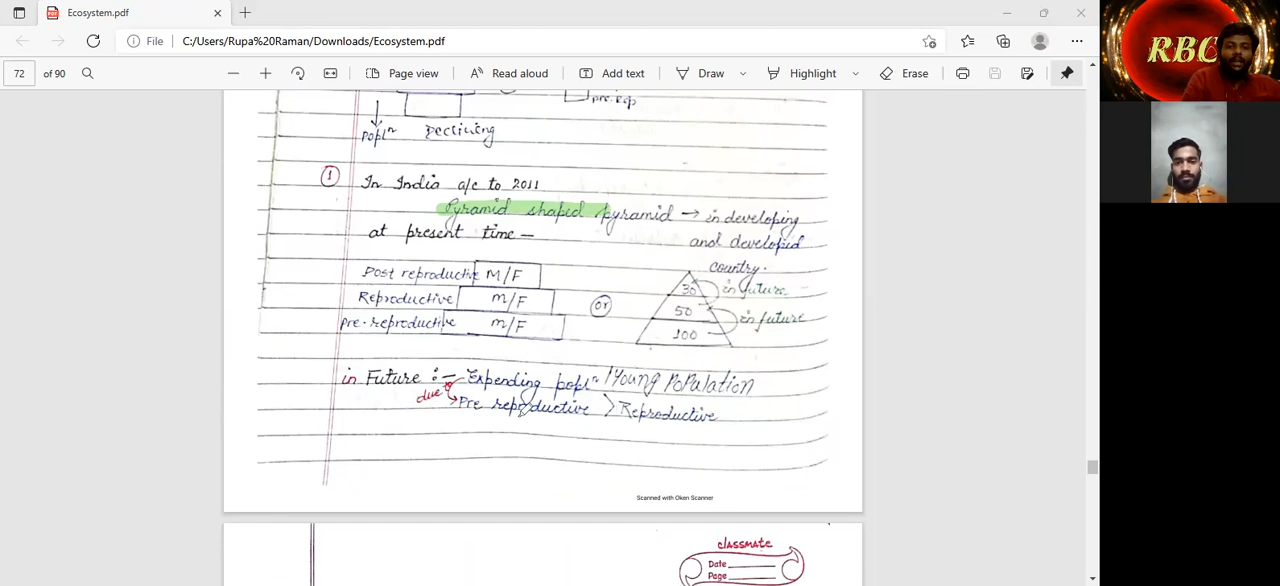 Ecosystem.pdf
File
C:/Users/Rupa%20Raman/Downloads/Ecosystem.pdf
72 of 90
Page view
Read aloud
Add text
Draw
Highlight
Erase
RBC
pre.rep
Popl^n Declining
① In India a/c to 2011
Pyramid shaped pyramid → in developing
and developed
country.
at present time —
Post reproductive M/F
Reproductive m/F
Pre-reproductive m/F
(or)
30 in future
50 in future
100
in Future :- Expending popl^n / Young Population
due Pre reproductive > Reproductive
Scanned with Oken Scanner
classmate
Date
Page